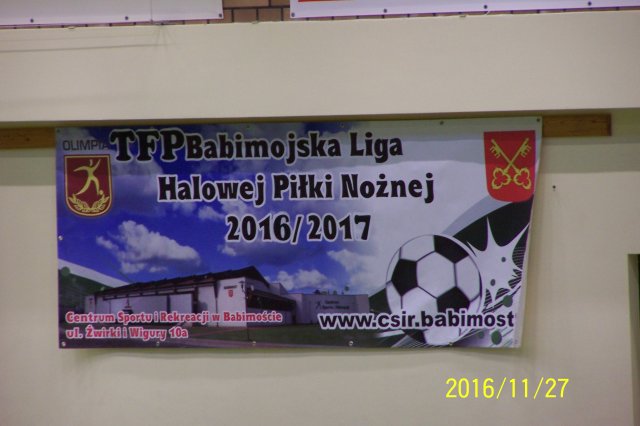 OLIMPIA
TFP Babimojska Liga
Halowej Piłki Nożnej
2016/2017
Centrum Sportu i Rekreacji w Babimoście
ul. Żwirki i Wigury 10a
www.csir.babimost
2016/11/27